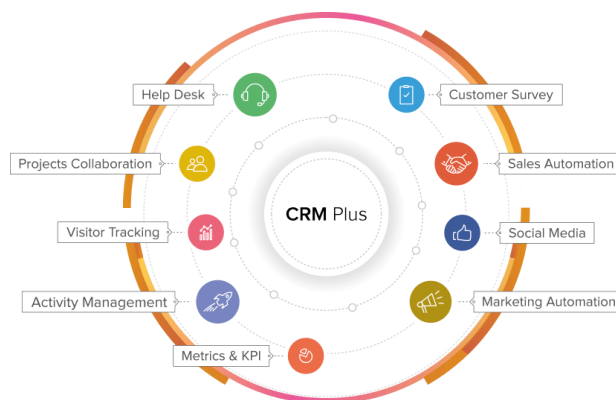 Help Desk
Customer Survey
Projects Collaboration
Sales Automation
CRM Plus
Visitor Tracking
Social Media
Activity Management
Marketing Automation
Metrics & KPI